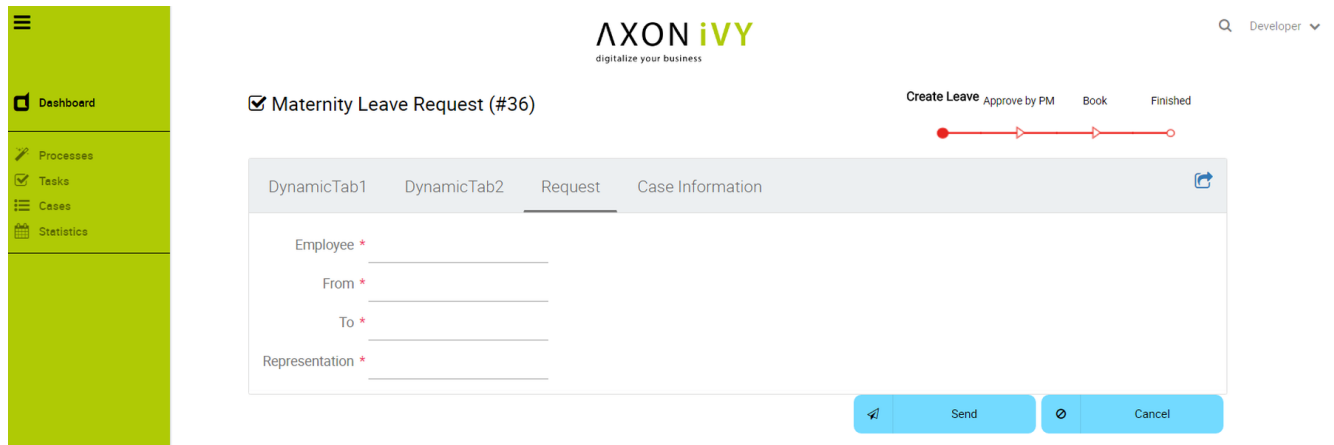 AXON iVY
digitalize your business
Developer
Dashboard
Processes
Tasks
Cases
Statistics
Maternity Leave Request (#36)
Create Leave Approve by PM Book Finished
DynamicTab1 DynamicTab2 Request Case Information
Employee *
From *
To *
Representation *
Send Cancel